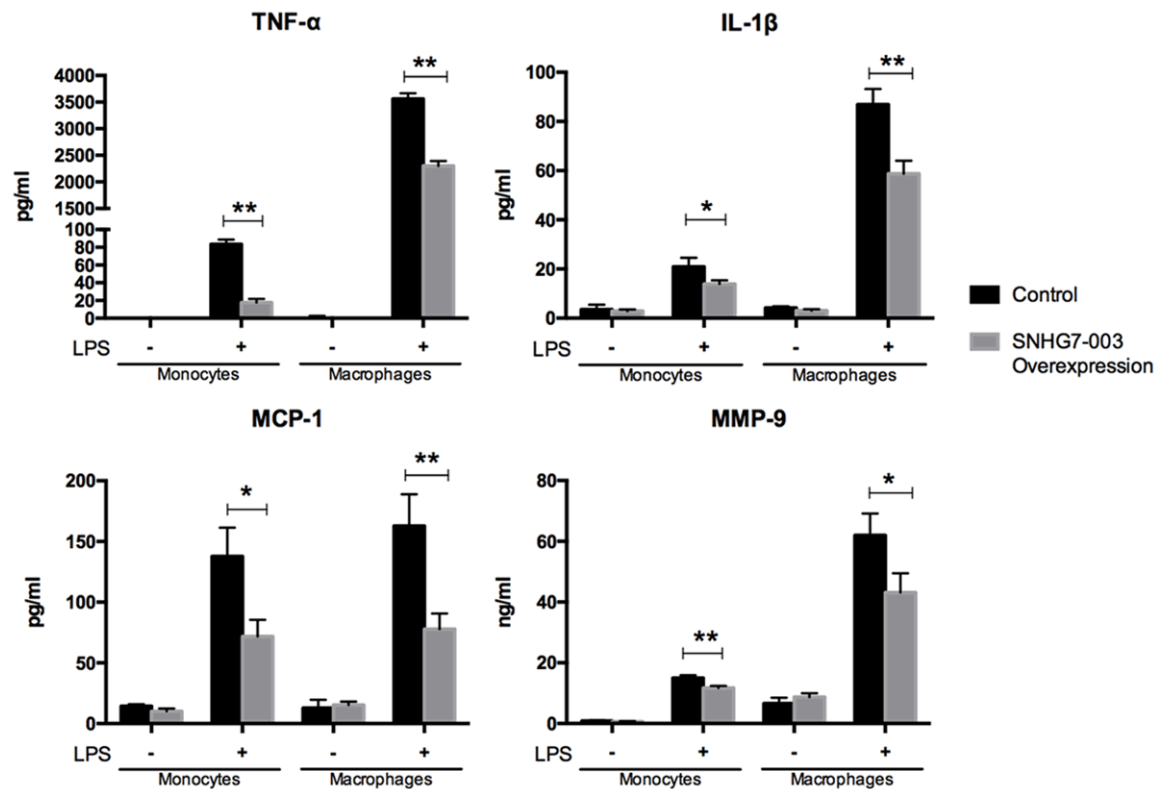 TNF-α
pg/ml
4000
3500
3000
2500
2000
1500
100
80
60
40
20
0
**
**
LPS - + - +
Monocytes Macrophages
IL-1β
pg/ml
100
80
60
40
20
0
*
**
LPS - + - +
Monocytes Macrophages
Control
SNHG7-003
Overexpression
MCP-1
pg/ml
200
150
100
50
0
*
**
LPS - + - +
Monocytes Macrophages
MMP-9
ng/ml
80
60
40
20
0
**
*
LPS - + - +
Monocytes Macrophages